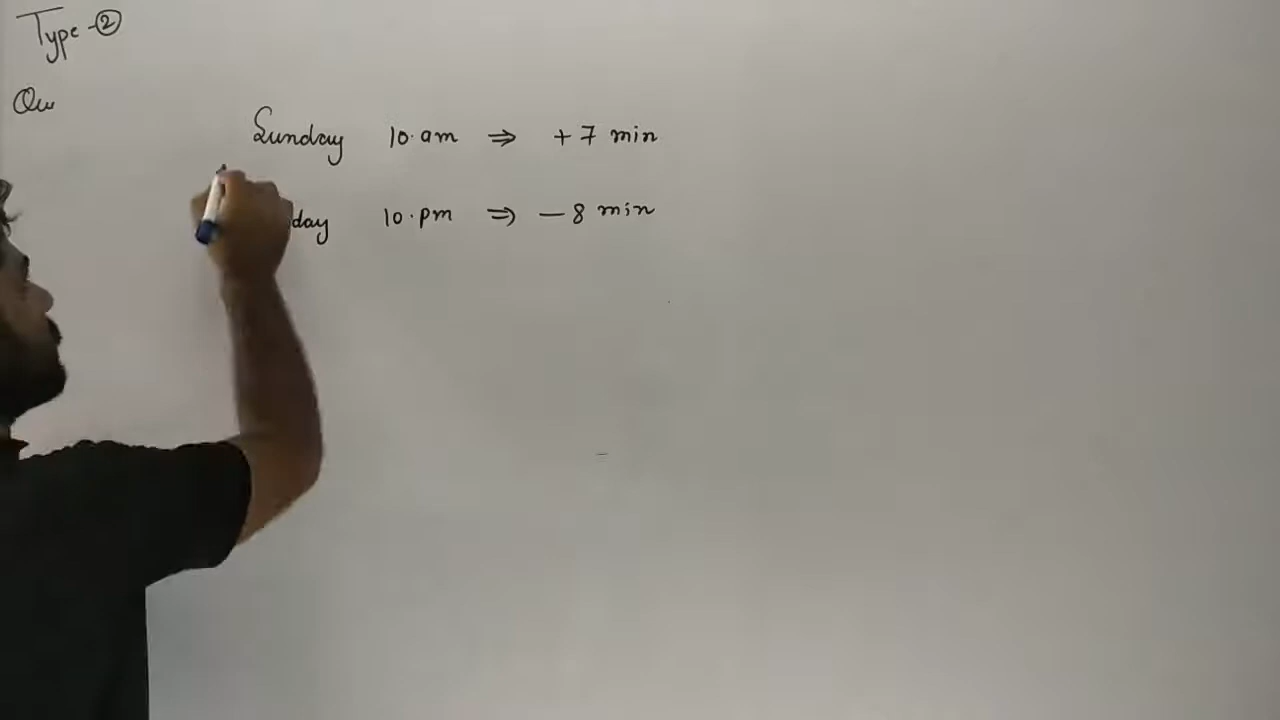 Type-②
Qu
Sunday 10.am ⇒ +7 min
day 10.pm ⇒ -8 min